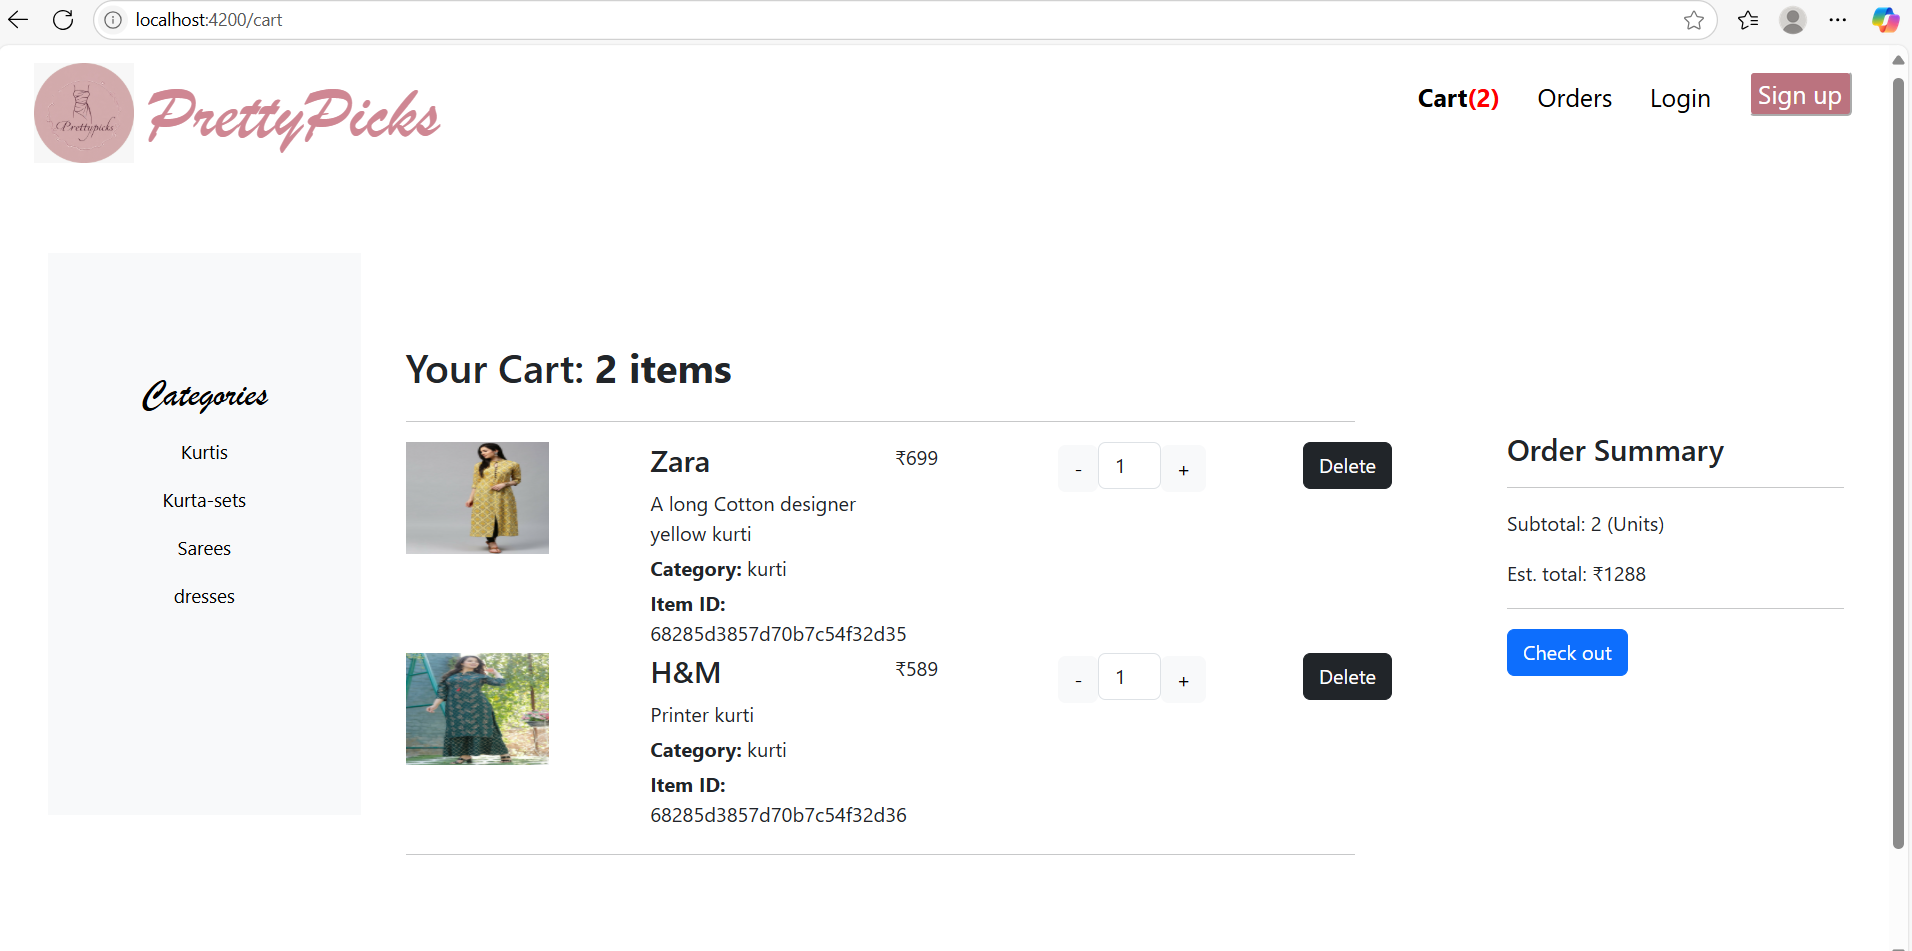 localhost:4200/cart
Prettypicks
PrettyPicks
Cart(2)
Orders
Login
Sign up
Categories
Kurtis
Kurta-sets
Sarees
dresses
Your Cart: 2 items
Zara
₹699
- 1 +
Delete
A long Cotton designer
yellow kurti
Category: kurti
Item ID:
68285d3857d70b7c54f32d35
H&M
₹589
- 1 +
Delete
Printer kurti
Category: kurti
Item ID:
68285d3857d70b7c54f32d36
Order Summary
Subtotal: 2 (Units)
Est. total: ₹1288
Check out